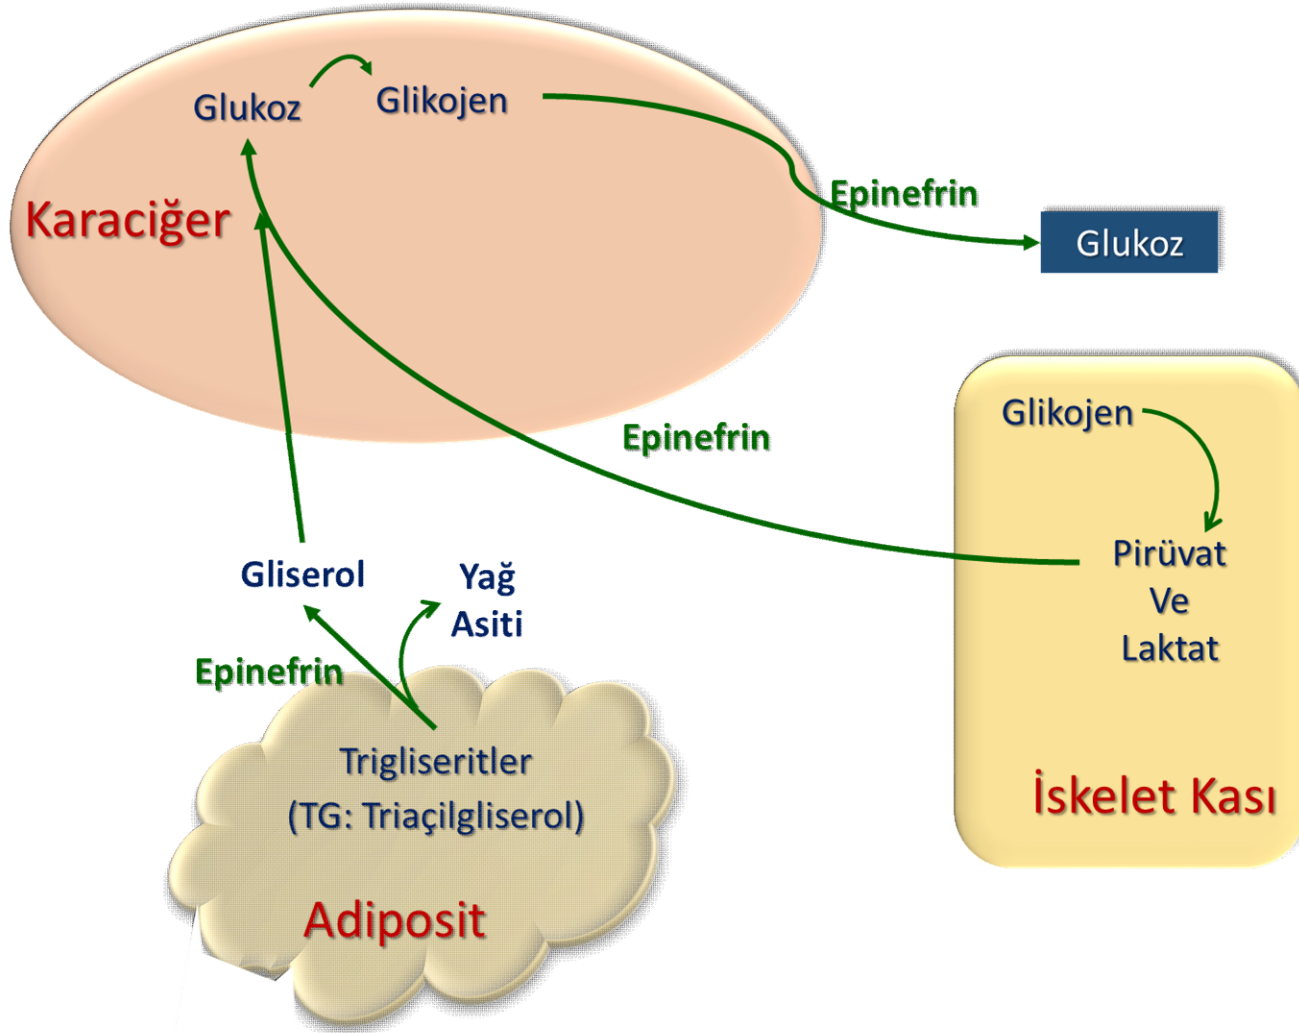 Glukoz
Glikojen
Epinefrin
Karaciğer
Glukoz
Glikojen
Epinefrin
Pirüvat
Ve
Laktat
Gliserol
Yağ
Asiti
Epinefrin
Trigliseritler
(TG: Triaçilgliserol)
İskelet Kası
Adiposit